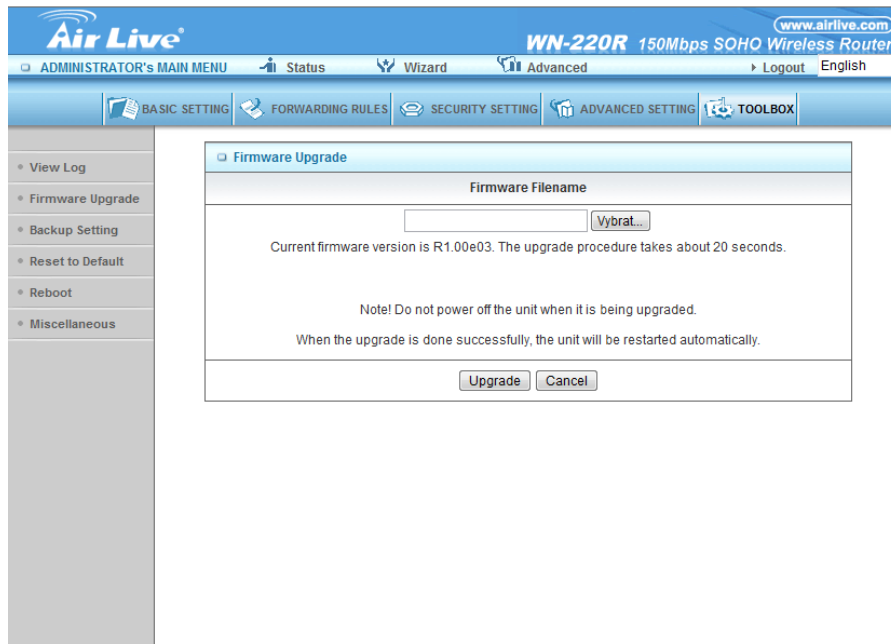 Air Live®
www.airlive.com
WN-220R 150Mbps SOHO Wireless Router
ADMINISTRATOR's MAIN MENU Status Wizard Advanced Logout English
BASIC SETTING FORWARDING RULES SECURITY SETTING ADVANCED SETTING TOOLBOX
View Log
Firmware Upgrade
Backup Setting
Reset to Default
Reboot
Miscellaneous
Firmware Upgrade
Firmware Filename
Vybrat...
Current firmware version is R1.00e03. The upgrade procedure takes about 20 seconds.
Note! Do not power off the unit when it is being upgraded.
When the upgrade is done successfully, the unit will be restarted automatically.
Upgrade Cancel